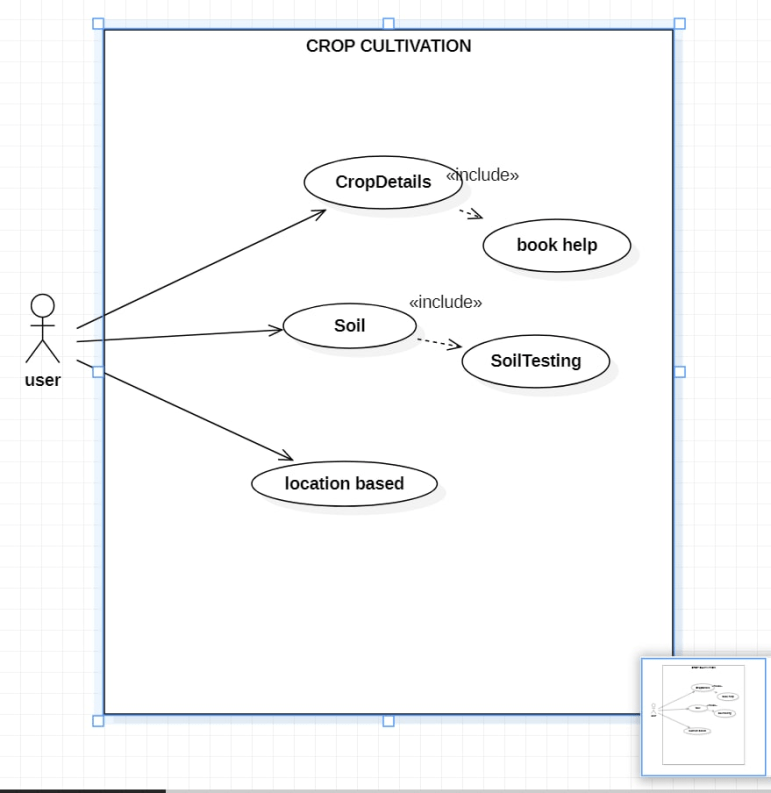 CROP CULTIVATION
CropDetails
«include»
book help
«include»
Soil
SoilTesting
user
location based